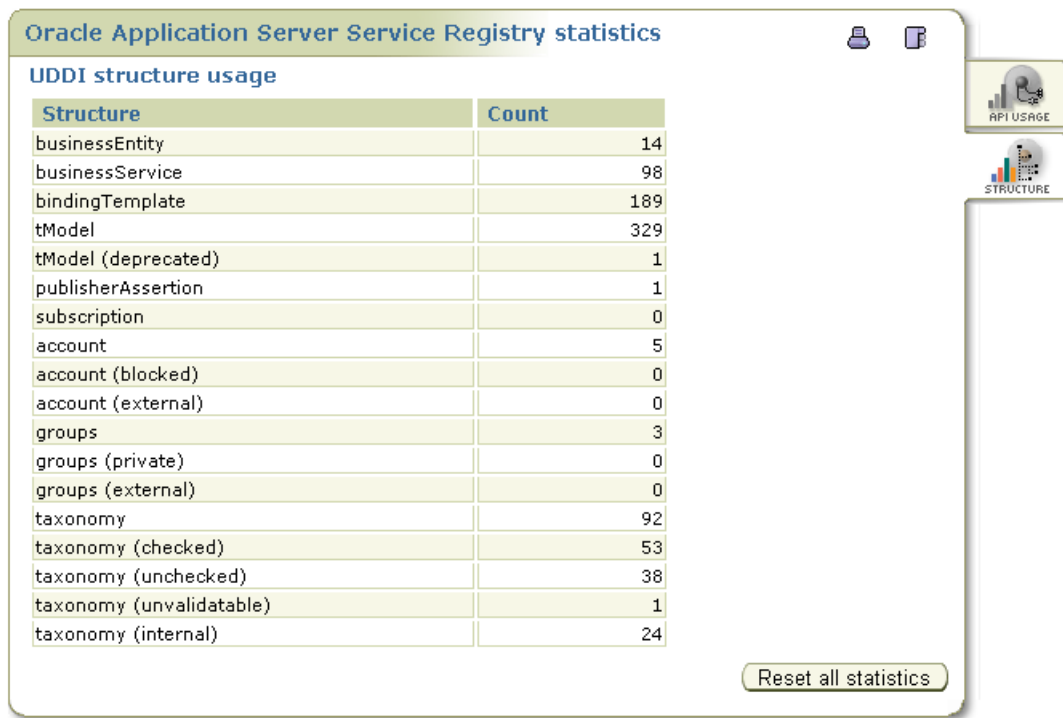 Oracle Application Server Service Registry statistics
UDDI structure usage
Structure Count
businessEntity 14
businessService 98
bindingTemplate 189
tModel 329
tModel (deprecated) 1
publisherAssertion 1
subscription 0
account 5
account (blocked) 0
account (external) 0
groups 3
groups (private) 0
groups (external) 0
taxonomy 92
taxonomy (checked) 53
taxonomy (unchecked) 38
taxonomy (unvalidatable) 1
taxonomy (internal) 24
Reset all statistics
API USAGE
STRUCTURE